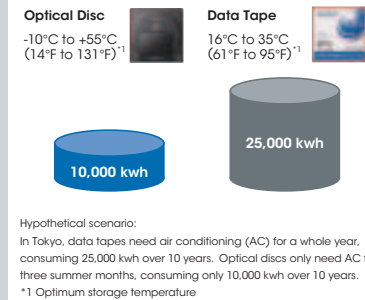 Optical Disc
-10°C to +55°C
(14°F to 131°F)*1
Data Tape
16°C to 35°C
(61°F to 95°F)*1
25,000 kwh
10,000 kwh
Hypothetical scenario:
In Tokyo, data tapes need air conditioning (AC) for a whole year,
consuming 25,000 kwh over 10 years. Optical discs only need AC
three summer months, consuming only 10,000 kwh over 10 years.
*1 Optimum storage temperature